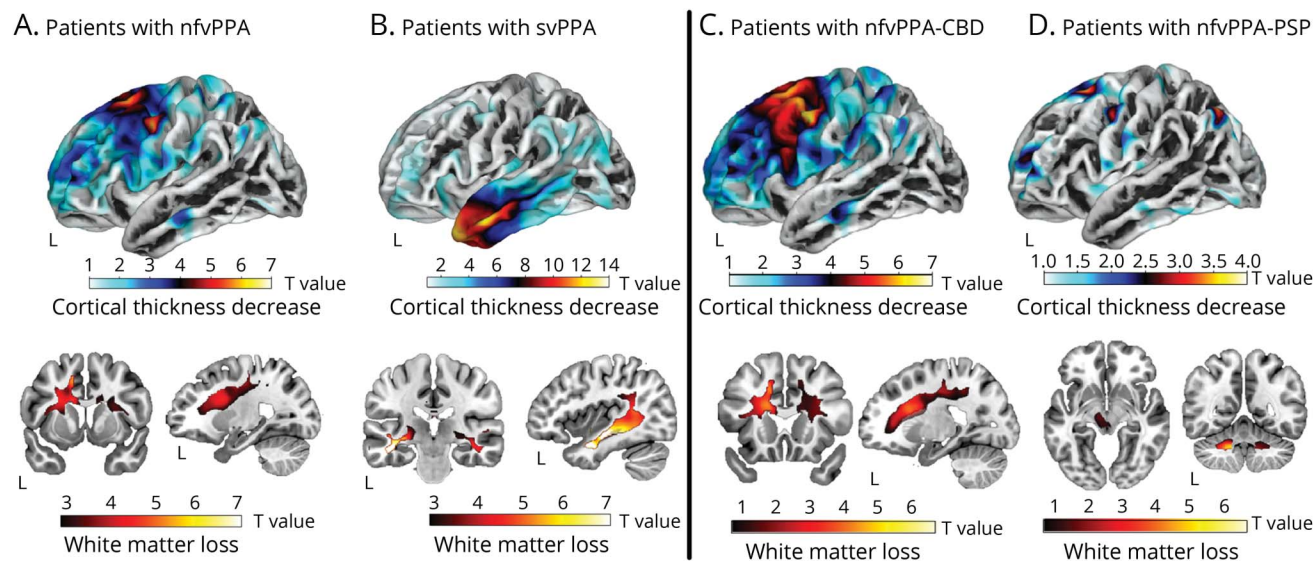 A. Patients with nfvPPA
B. Patients with svPPA
C. Patients with nfvPPA-CBD
D. Patients with nfvPPA-PSP
L
L
L
L
1 2 3 4 5 6 7 T value
Cortical thickness decrease
2 4 6 8 10 12 14 T value
Cortical thickness decrease
1 2 3 4 5 6 7 T value
Cortical thickness decrease
1.0 1.5 2.0 2.5 3.0 3.5 4.0 T value
Cortical thickness decrease
L
L
L
L
L
L
3 4 5 6 7 T value
White matter loss
3 4 5 6 7 T value
White matter loss
1 2 3 4 5 6 T value
White matter loss
1 2 3 4 5 6 T value
White matter loss